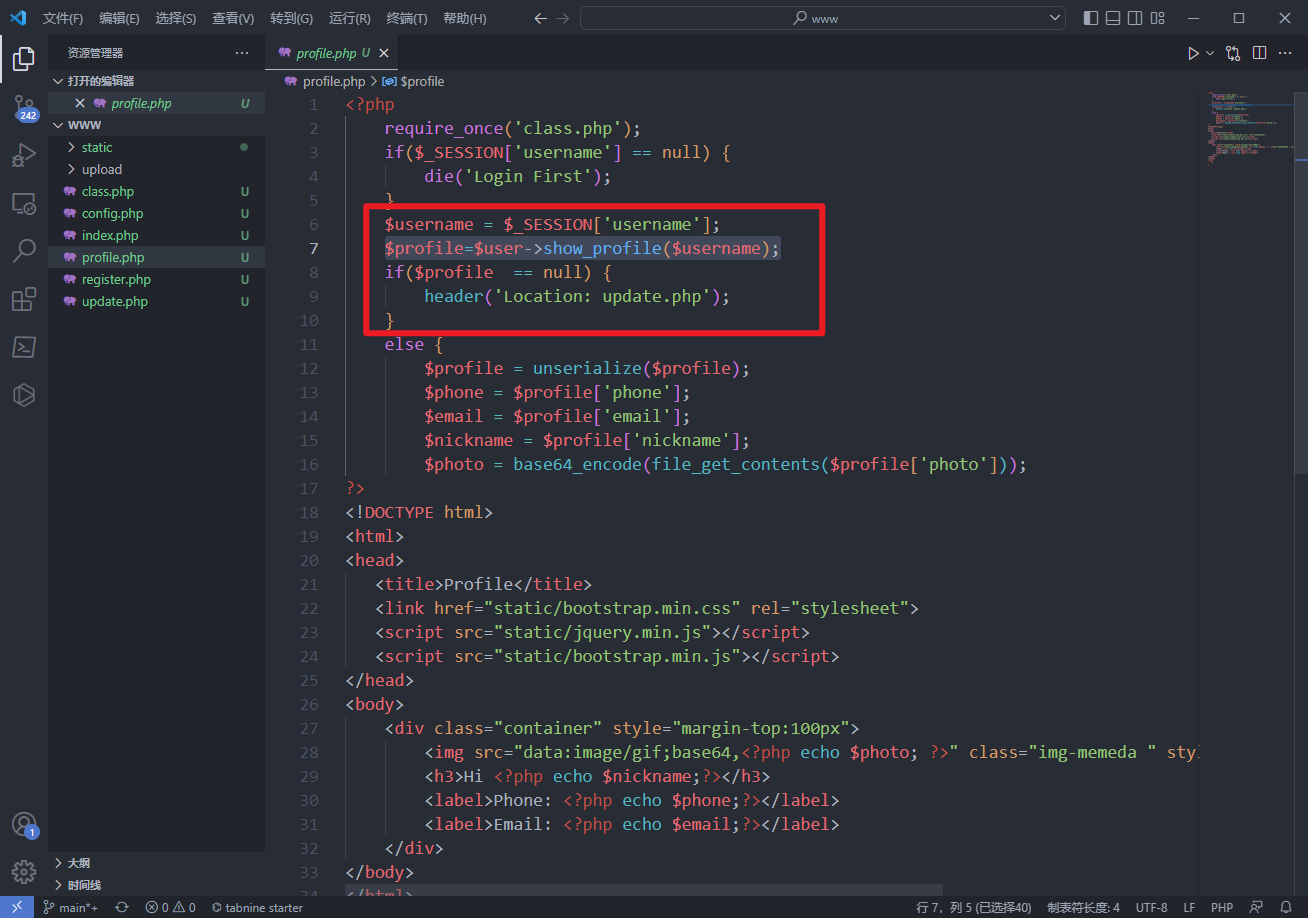 文件(F) 编辑(E) 选择(S) 查看(V) 转到(G) 运行(R) 终端(T) 帮助(H) www
资源管理器
打开的编辑器
profile.php U
WWW
static
upload
class.php U
config.php U
index.php U
profile.php U
register.php U
update.php U
大纲
时间线
242
1
profile.php U
profile.php > $profile
1 <?php
2 require_once('class.php');
3 if($_SESSION['username'] == null) {
4 die('Login First');
5 }
6 $username = $_SESSION['username'];
7 $profile=$user->show_profile($username);
8 if($profile  == null) {
9 header('Location: update.php');
10 }
11 else {
12 $profile = unserialize($profile);
13 $phone = $profile['phone'];
14 $email = $profile['email'];
15 $nickname = $profile['nickname'];
16 $photo = base64_encode(file_get_contents($profile['photo']));
17 ?>
18 <!DOCTYPE html>
19 <html>
20 <head>
21 <title>Profile</title>
22 <link href="static/bootstrap.min.css" rel="stylesheet">
23 <script src="static/jquery.min.js"></script>
24 <script src="static/bootstrap.min.js"></script>
25 </head>
26 <body>
27 <div class="container" style="margin-top:100px">
28 <img src="data:image/gif;base64,<?php echo $photo; ?>" class="img-memeda " sty
29 <h3>Hi <?php echo $nickname;?></h3>
30 <label>Phone: <?php echo $phone;?></label>
31 <label>Email: <?php echo $email;?></label>
32 </div>
33 </body>
34 </html>
main*+ 0 0 tabnine starter 行 7，列 5 (已选择40) 制表符长度: 4 UTF-8 LF PHP